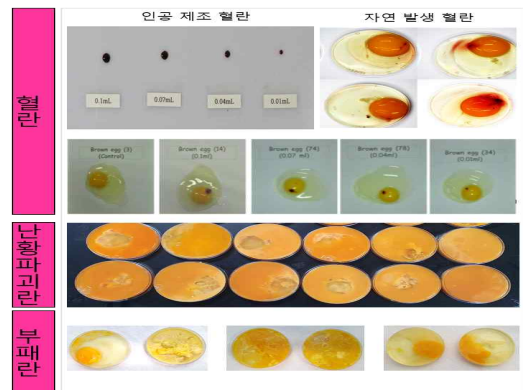 인공 제조 혈란
자연 발생 혈란
혈란
0.1mL
0.07mL
0.04mL
0.01mL
Brown egg (3)
(Control)
Brown egg (14)
(0.1ml)
Brown egg (74)
(0.07 ml)
Brown egg (78)
(0.04ml)
Brown egg (34)
(0.01ml)
난황파괴란
부패란